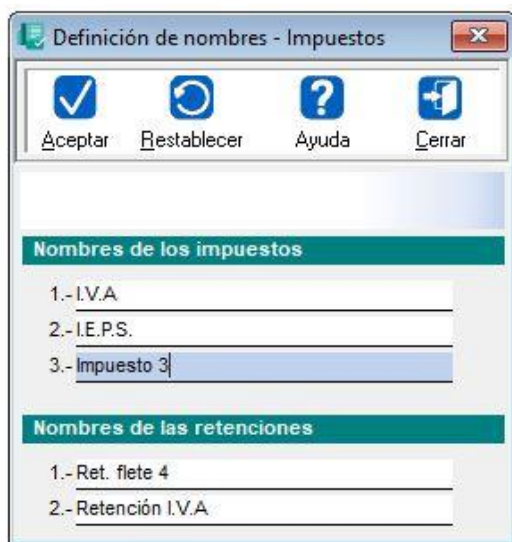 Definición de nombres - Impuestos
Aceptar Restablecer Ayuda Cerrar
Nombres de los impuestos
1.- I.V.A
2.- I.E.P.S.
3.- Impuesto 3
Nombres de las retenciones
1.- Ret. flete 4
2.- Retención I.V.A